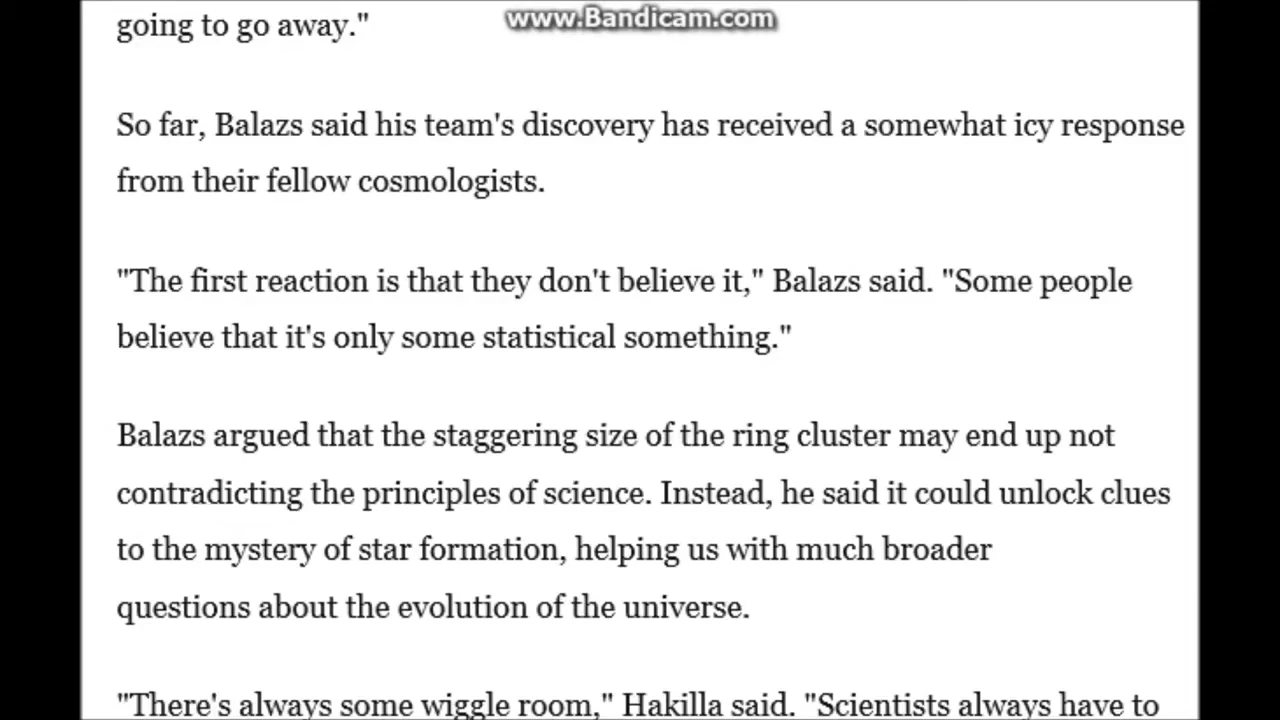 www.Bandicam.com
going to go away."
So far, Balazs said his team's discovery has received a somewhat icy response
from their fellow cosmologists.
"The first reaction is that they don't believe it," Balazs said. "Some people
believe that it's only some statistical something."
Balazs argued that the staggering size of the ring cluster may end up not
contradicting the principles of science. Instead, he said it could unlock clues
to the mystery of star formation, helping us with much broader
questions about the evolution of the universe.
"There's always some wiggle room," Hakilla said. "Scientists always have to